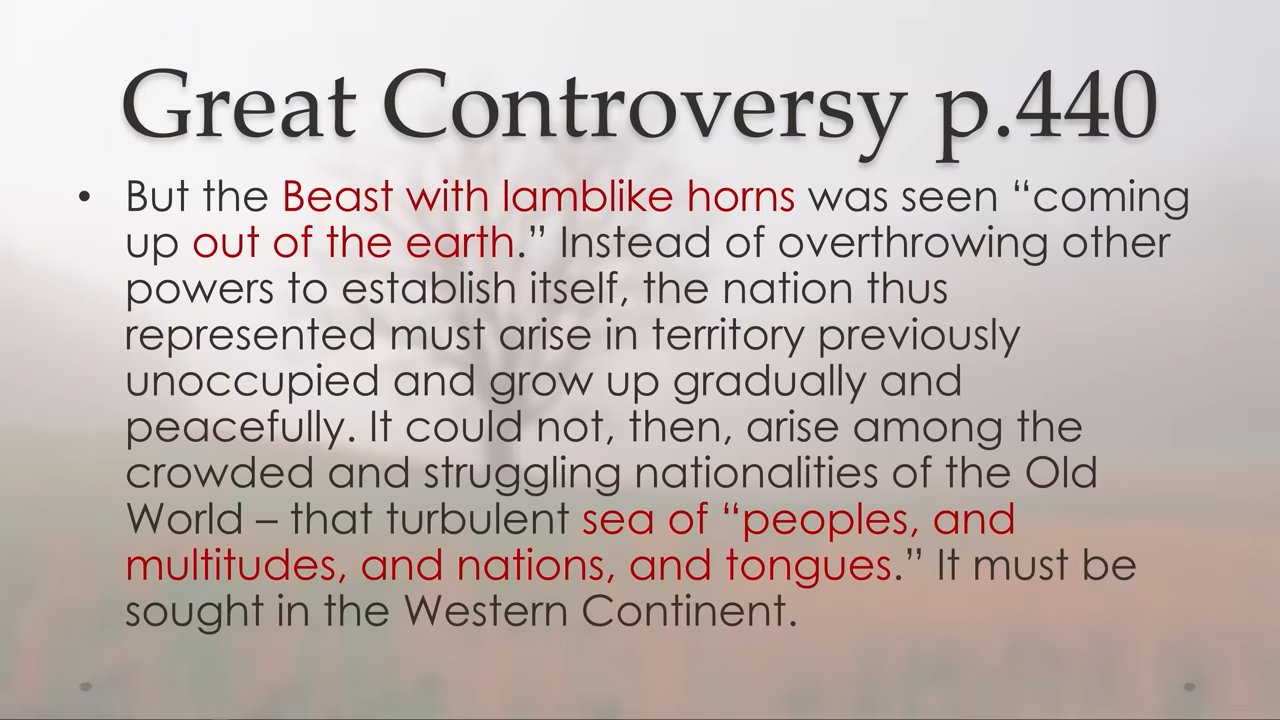 Great Controversy p.440
• But the Beast with lamblike horns was seen “coming
up out of the earth.” Instead of overthrowing other
powers to establish itself, the nation thus
represented must arise in territory previously
unoccupied and grow up gradually and
peacefully. It could not, then, arise among the
crowded and struggling nationalities of the Old
World – that turbulent sea of “peoples, and
multitudes, and nations, and tongues.” It must be
sought in the Western Continent.